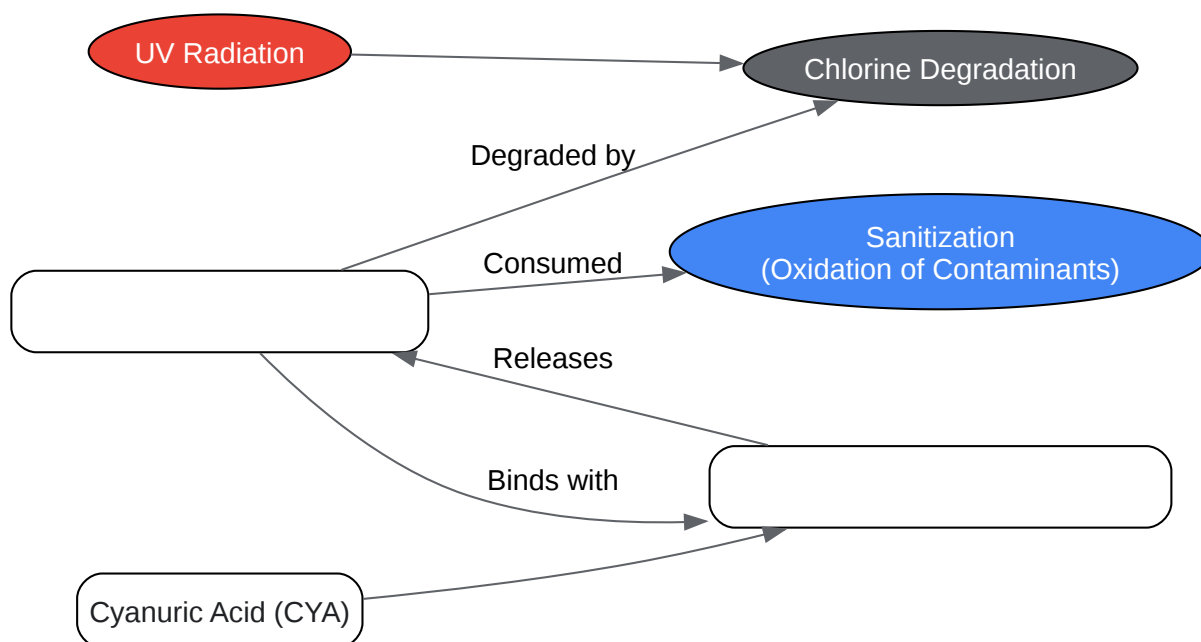 UV Radiation
Chlorine Degradation
Degraded by
Sanitization
(Oxidation of Contaminants)
Consumed
Releases
Binds with
Cyanuric Acid (CYA)